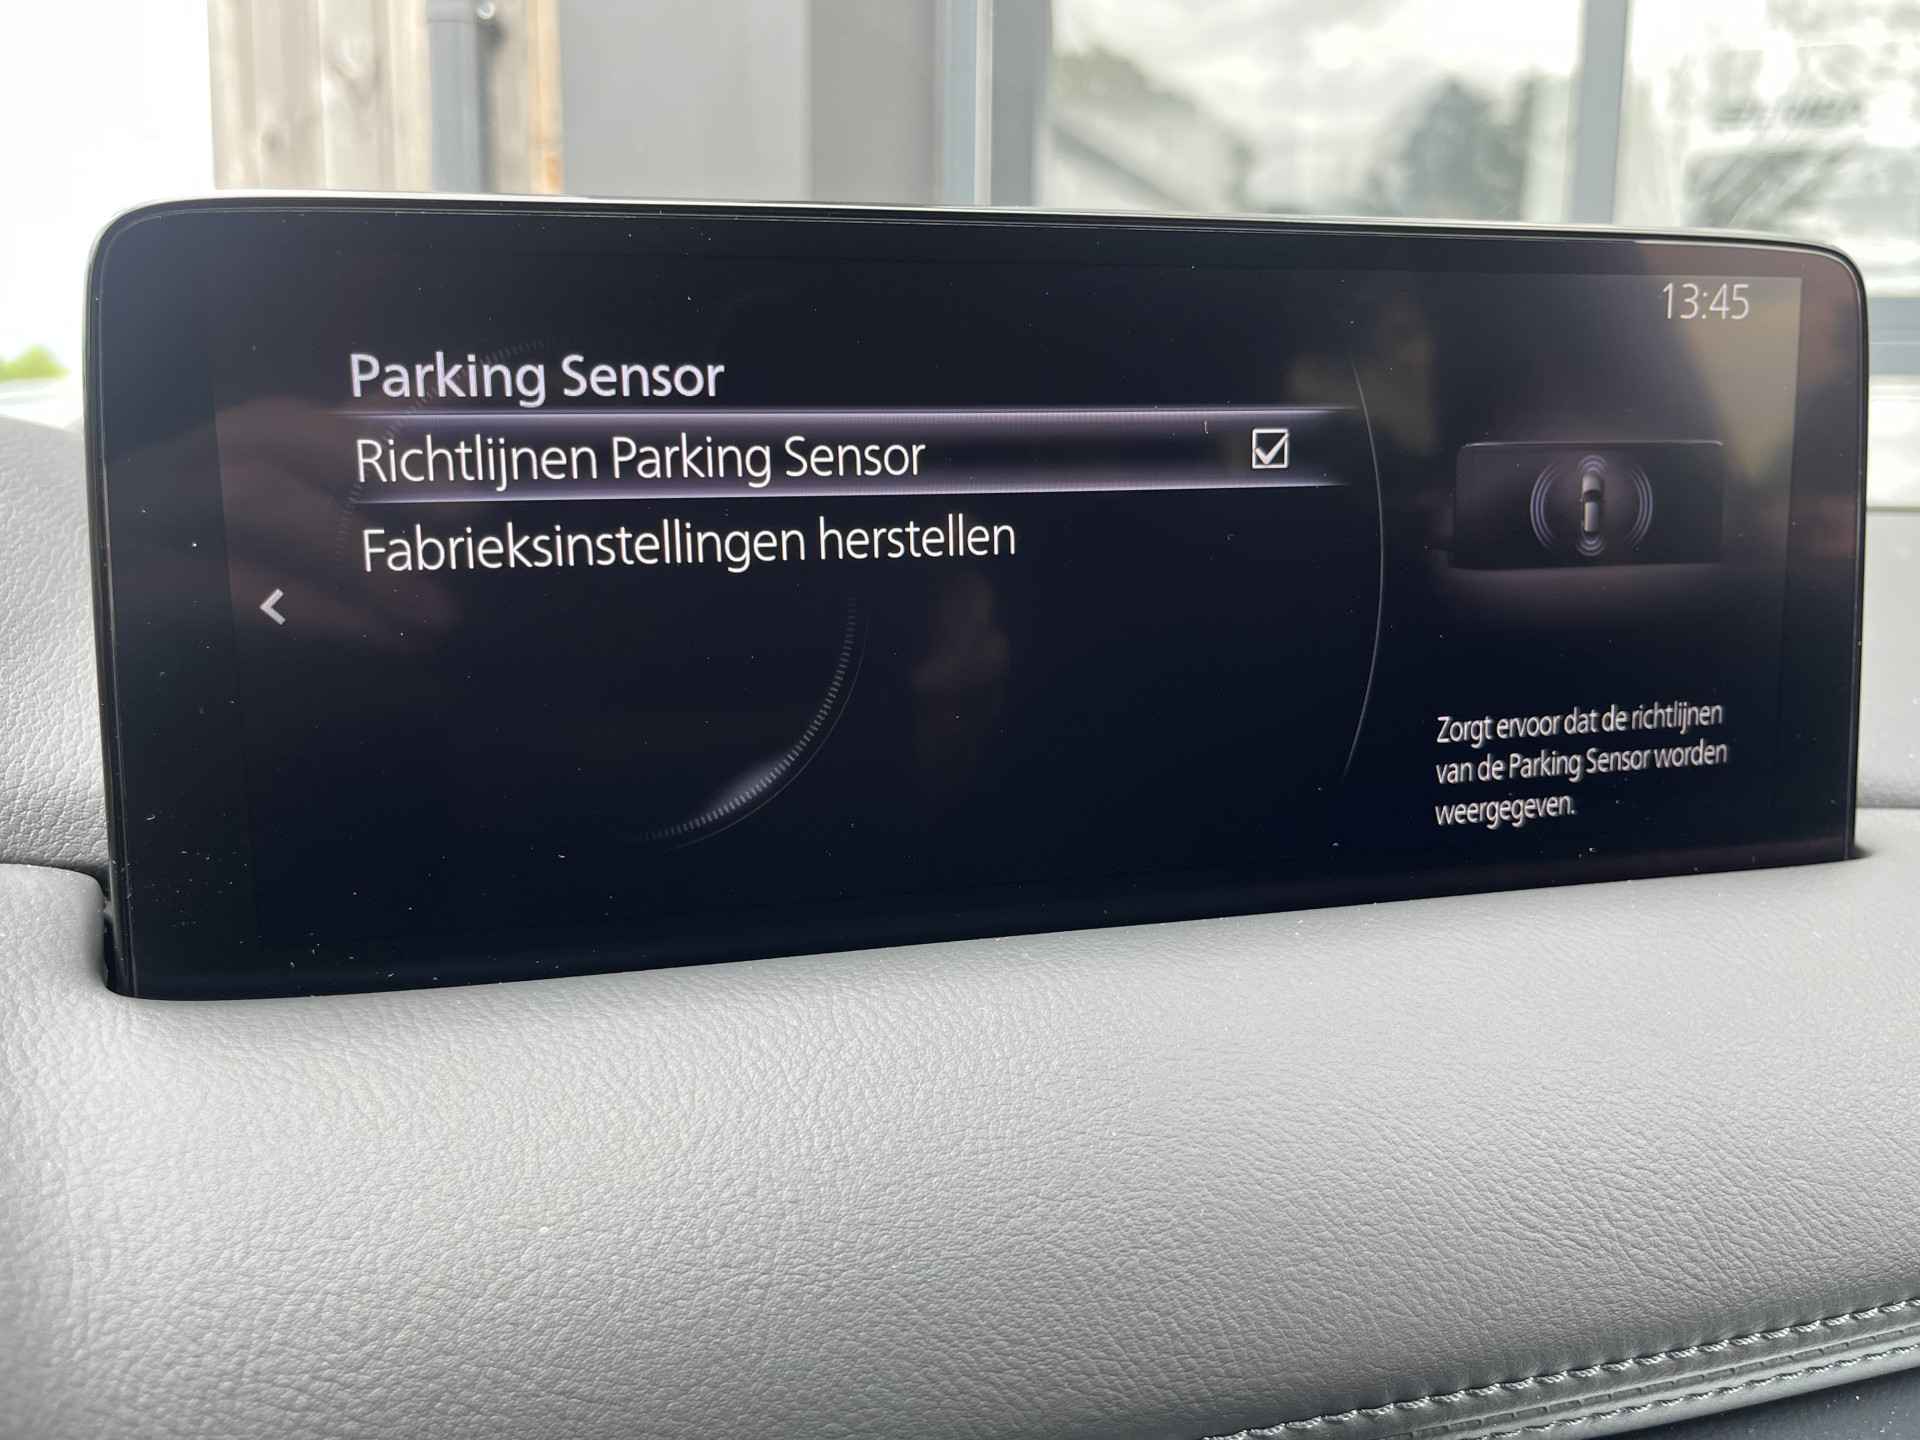 13:45
Parking Sensor
Richtlijnen Parking Sensor
Fabrieksinstellingen herstellen
Zorgt ervoor dat de richtlijnen
van de Parking Sensor worden
weergegeven.